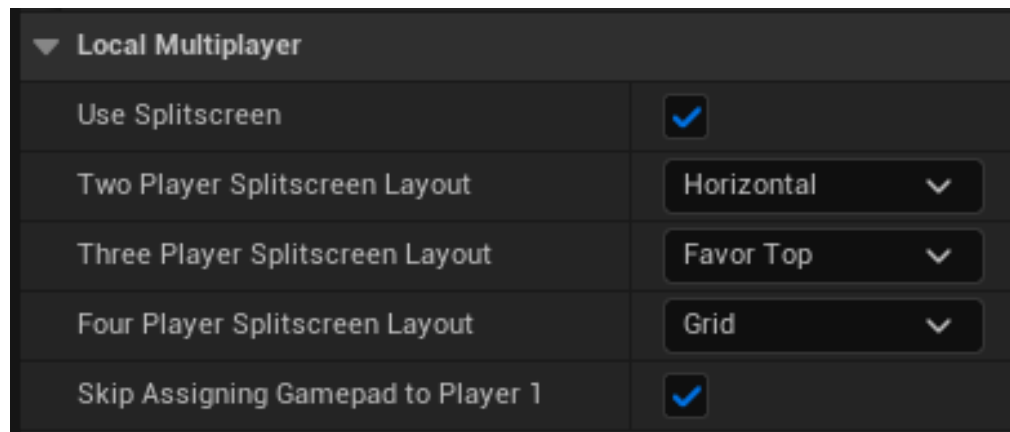 Local Multiplayer
Use Splitscreen
Two Player Splitscreen Layout Horizontal
Three Player Splitscreen Layout Favor Top
Four Player Splitscreen Layout Grid
Skip Assigning Gamepad to Player 1